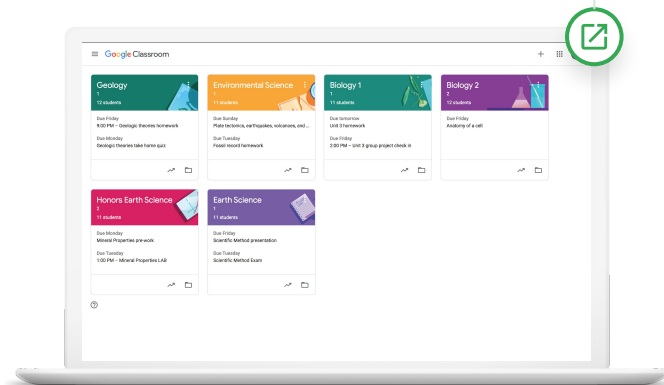 Google Classroom
Geology
1
12 students
Due Friday
9:00 PM – Geologic theories homework
Due Monday
Geologic theories take home quiz
Environmental Science
1
11 students
Due Sunday
Plate tectonics, earthquakes, volcanoes, and ...
Due Tuesday
Fossil record homework
Biology 1
1
11 students
Due tomorrow
Unit 3 homework
Due Friday
2:00 PM – Unit 3 group project check in
Biology 2
2
12 students
Due Friday
Anatomy of a cell
Honors Earth Science
2
11 students
Due Monday
Mineral Properties pre-work
Due Tuesday
1:00 PM – Mineral Properties LAB
Earth Science
1
11 students
Due Friday
Scientific Method presentation
Due Tuesday
Scientific Method Exam